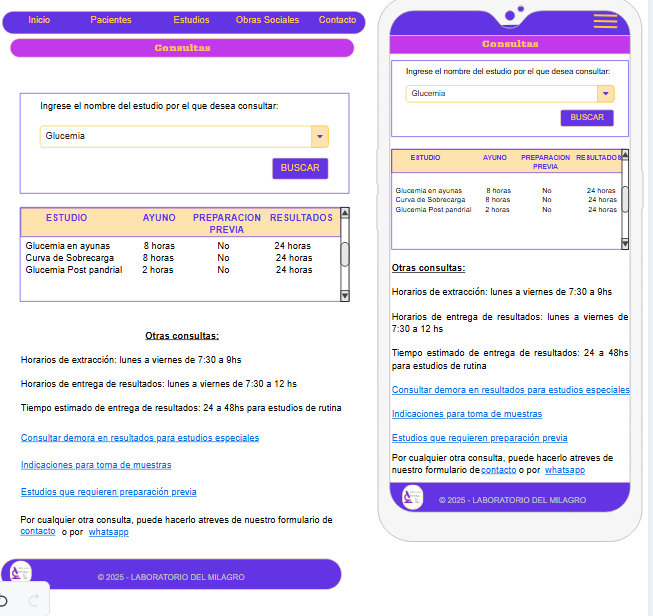 Inicio Pacientes Estudios Obras Sociales Contacto
Consultas
Ingrese el nombre del estudio por el que desea consultar:
Glucemia
BUSCAR
ESTUDIO AYUNO PREPARACION RESULTADOS
PREVIA
Glucemia en ayunas 8 horas No 24 horas
Curva de Sobrecarga 8 horas No 24 horas
Glucemia Post pandrial 2 horas No 24 horas
Otras consultas:
Horarios de extracción: lunes a viernes de 7:30 a 9hs
Horarios de entrega de resultados: lunes a viernes de 7:30 a 12 hs
Tiempo estimado de entrega de resultados: 24 a 48hs para estudios de rutina
Consultar demora en resultados para estudios especiales
Indicaciones para toma de muestras
Estudios que requieren preparación previa
Por cualquier otra consulta, puede hacerlo atreves de nuestro formulario de
contacto o por whatsapp
© 2025 - LABORATORIO DEL MILAGRO
Consultas
Ingrese el nombre del estudio por el que desea consultar:
Glucemia
BUSCAR
ESTUDIO AYUNO PREPARACION RESULTADOS
PREVIA
Glucemia en ayunas 8 horas No 24 horas
Curva de Sobrecarga 8 horas No 24 horas
Glucemia Post pandrial 2 horas No 24 horas
Otras consultas:
Horarios de extracción: lunes a viernes de 7:30 a 9hs
Horarios de entrega de resultados: lunes a viernes de
7:30 a 12 hs
Tiempo estimado de entrega de resultados: 24 a 48hs
para estudios de rutina
Consultar demora en resultados para estudios especiales
Indicaciones para toma de muestras
Estudios que requieren preparación previa
Por cualquier otra consulta, puede hacerlo atreves de
nuestro formulario de contacto o por whatsapp
© 2025 - LABORATORIO DEL MILAGRO